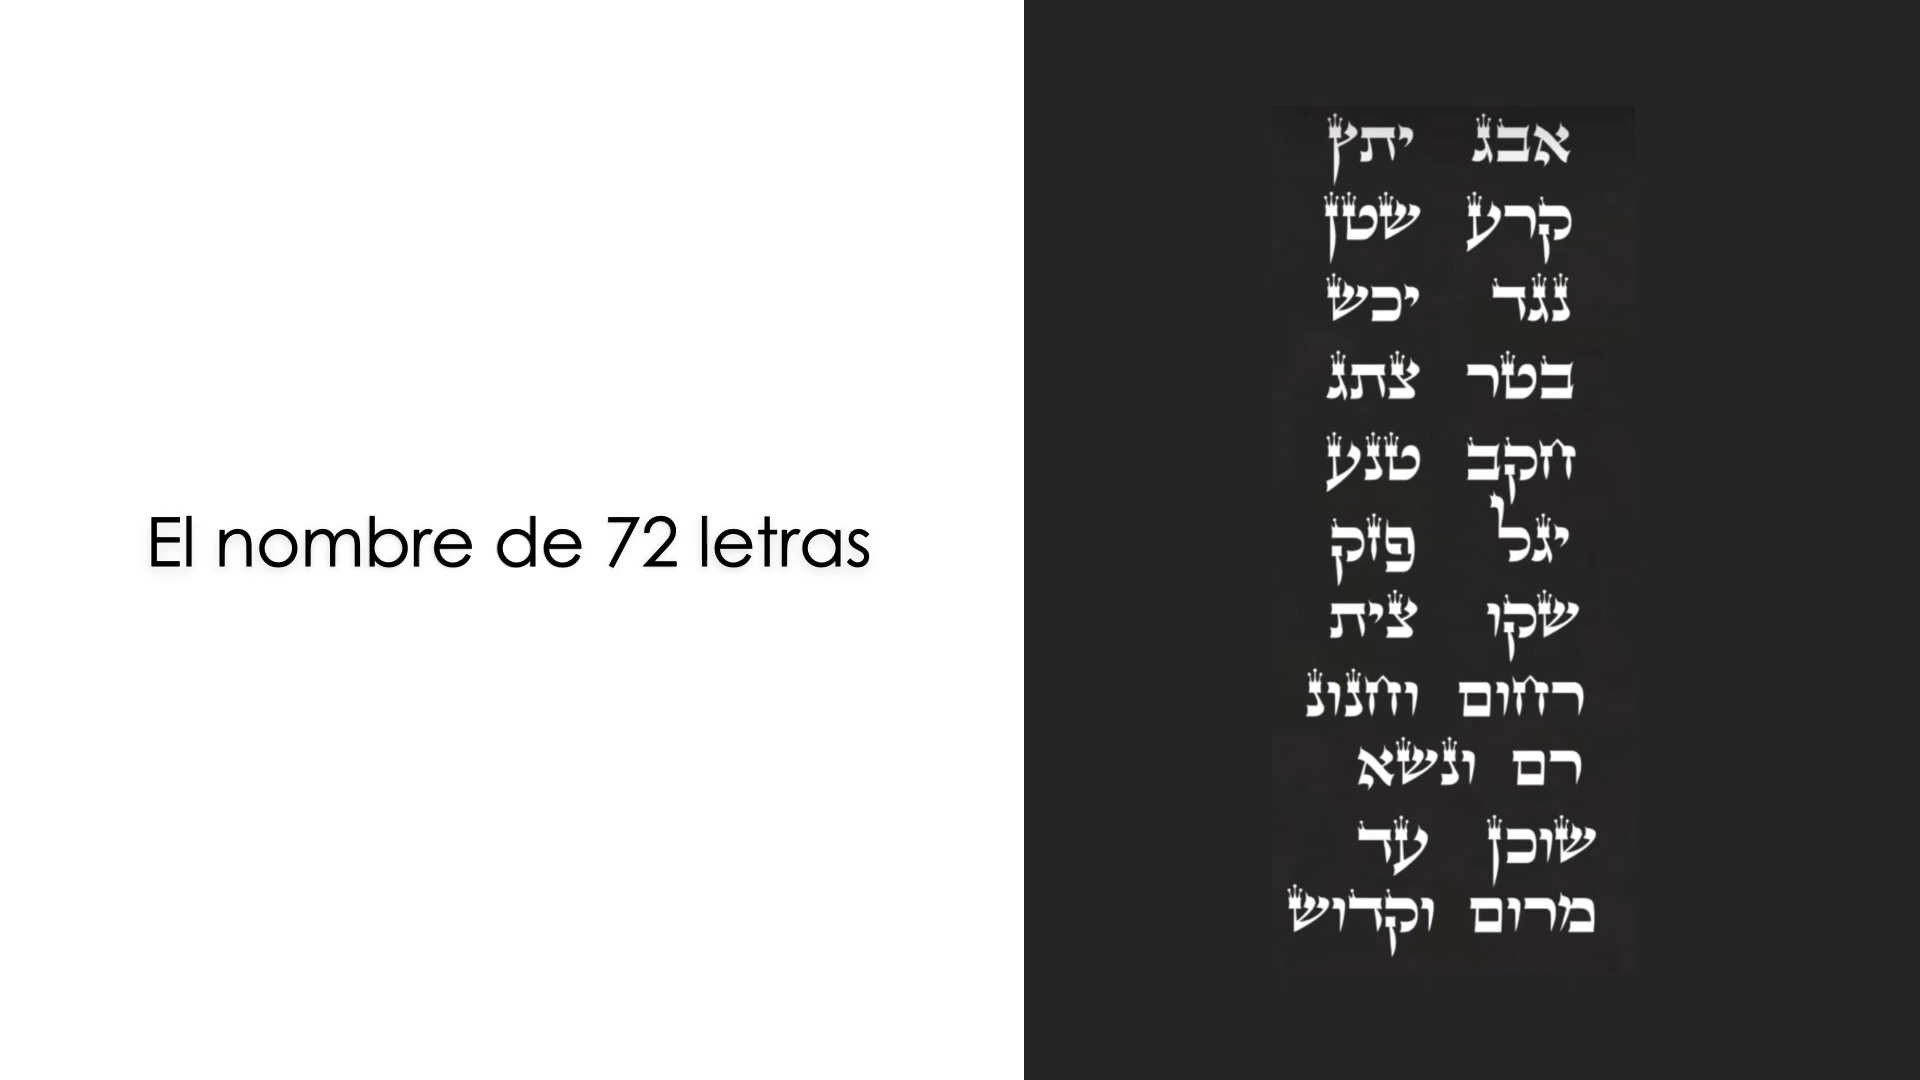 El nombre de 72 letras
אבג יתץ
קרע שטן
נגד יכש
בטר צתג
חקב טנע
יגל פזק
שקו צית
רחום וחנונ
רם ונשא
שוכן עד
מרום וקדוש